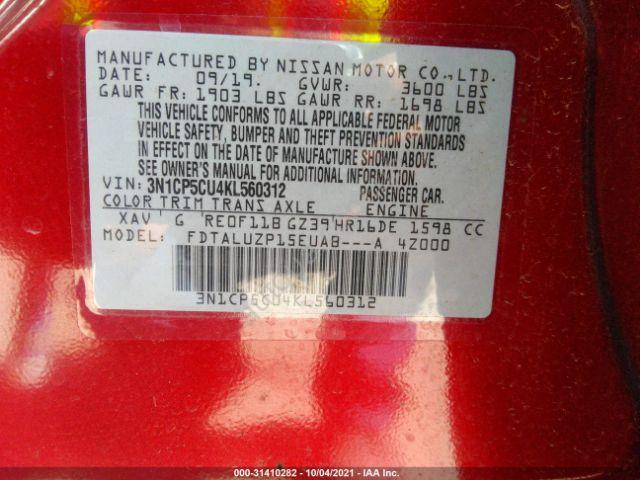 MANUFACTURED BY NISSAN MOTOR CO.,LTD.
DATE: 09/19. GVWR: 3600 LBS
GAWR FR: 1903 LBS GAWR RR: 1698 LBS
THIS VEHICLE CONFORMS TO ALL APPLICABLE FEDERAL MOTOR
VEHICLE SAFETY, BUMPER AND THEFT PREVENTION STANDARDS
IN EFFECT ON THE DATE OF MANUFACTURE SHOWN ABOVE.
SEE OWNER'S MANUAL FOR ADDITIONAL INFORMATION.
VIN: 3N1CP5CU4KL560312 PASSENGER CAR.
COLOR TRIM TRANS AXLE ENGINE
XAV G RE0F11B GZ39 HR16DE 1598 CC
MODEL: FDTALUZP15EUAB---A 4Z000
3N1CP5CU4KL560312
000-31410282 - 10/04/2021 - IAA Inc.